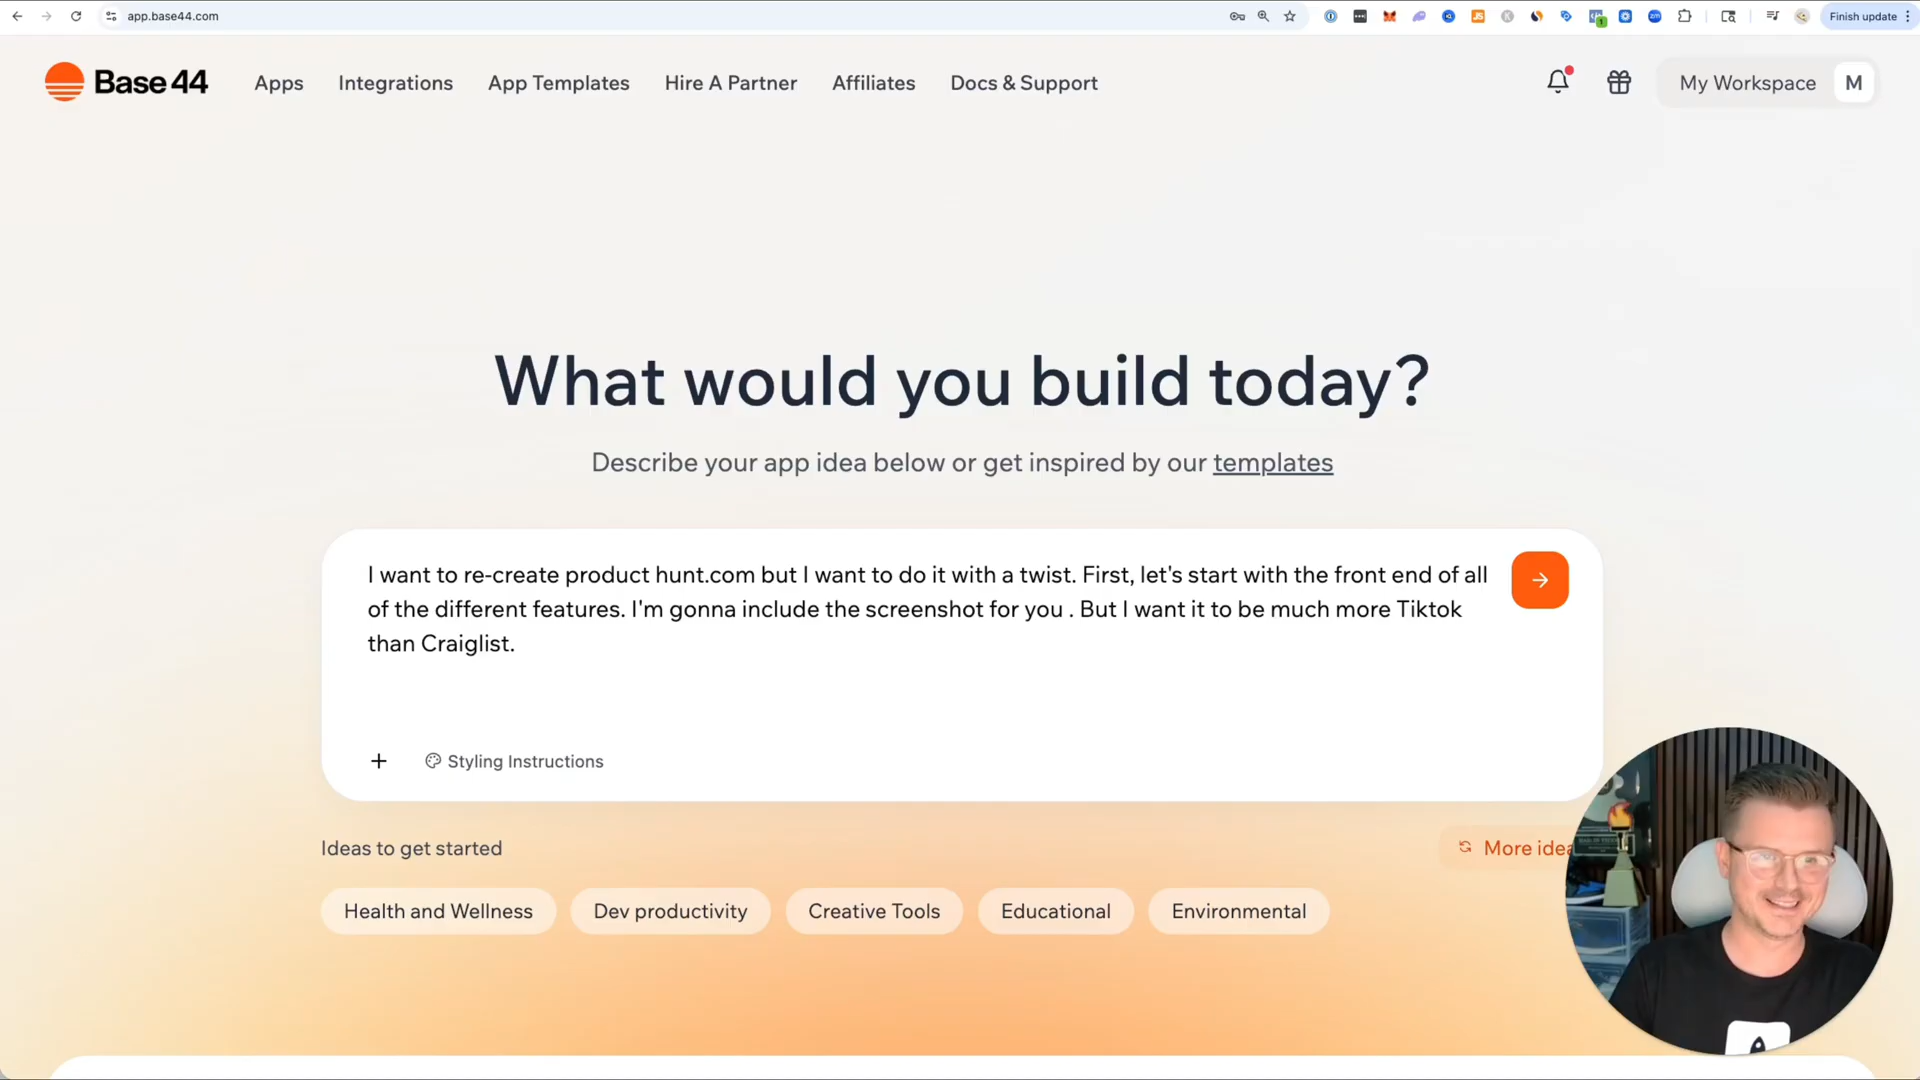 app.base44.com
Finish update
Base 44
Apps
Integrations
App Templates
Hire A Partner
Affiliates
Docs & Support
My Workspace
M
What would you build today?
Describe your app idea below or get inspired by our templates
I want to re-create product hunt.com but I want to do it with a twist. First, let's start with the front end of all
of the different features. I'm gonna include the screenshot for you . But I want it to be much more Tiktok
than Craiglist.
Styling Instructions
Ideas to get started
More idea
Health and Wellness
Dev productivity
Creative Tools
Educational
Environmental